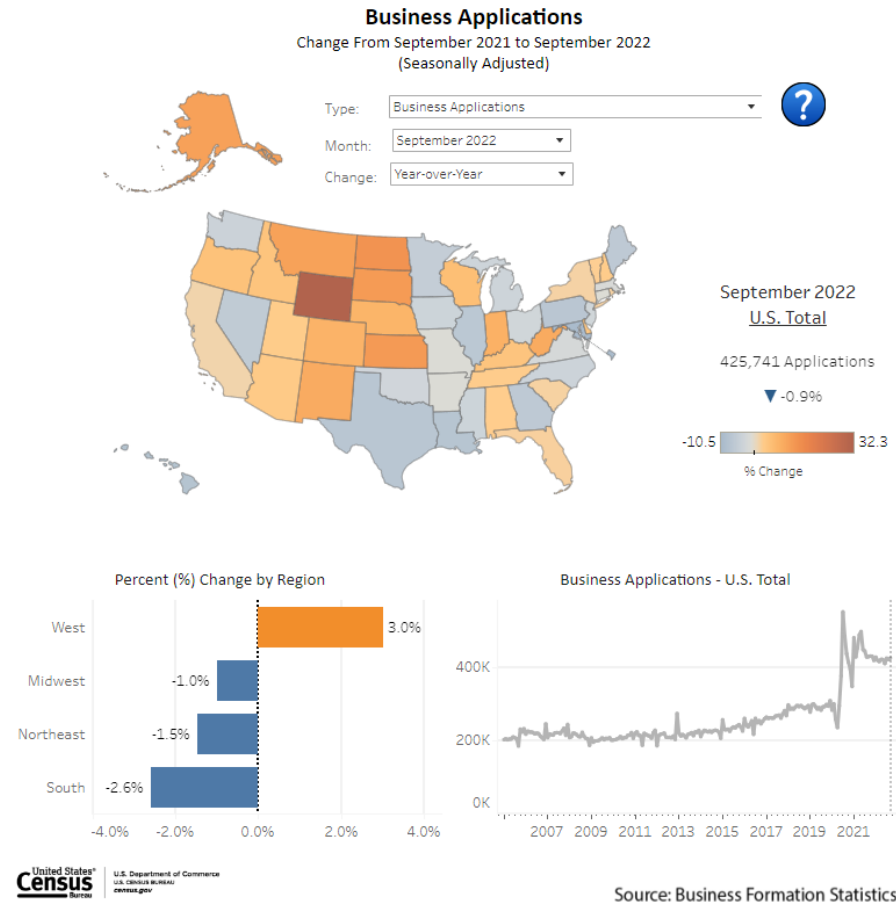 Business Applications
Change From September 2021 to September 2022
(Seasonally Adjusted)
Type: Business Applications
?
Month: September 2022
Change: Year-over-Year
September 2022
U.S. Total
425,741 Applications
▼ -0.9%
-10.5 32.3
% Change
Percent (%) Change by Region
West 3.0%
Midwest -1.0%
Northeast -1.5%
South -2.6%
-4.0% -2.0% 0.0% 2.0% 4.0%
Business Applications - U.S. Total
400K
200K
0K
2007 2009 2011 2013 2015 2017 2019 2021
United States®
Census
Bureau
U.S. Department of Commerce
U.S. CENSUS BUREAU
census.gov
Source: Business Formation Statistics